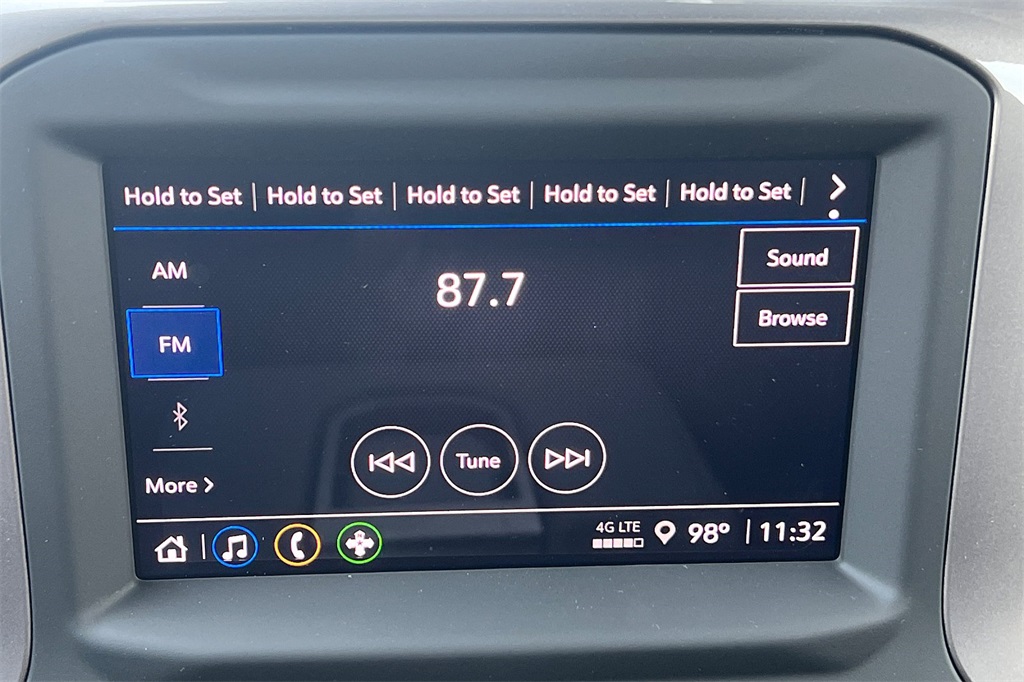 Hold to Set | Hold to Set | Hold to Set | Hold to Set | Hold to Set |
AM
87.7
Sound
FM
Browse
More
Tune
4G LTE
98° | 11:32